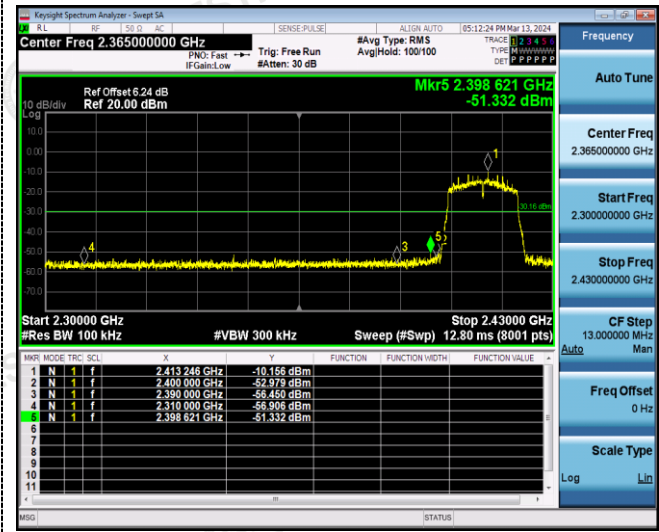 Keysight Spectrum Analyzer - Swept SA
RL RF 50 Ω AC SENSE:PULSE ALIGN AUTO 05:12:24 PM Mar 13, 2024
Center Freq 2.365000000 GHz
PNO: Fast
IFGain:Low
Trig: Free Run
#Atten: 30 dB
#Avg Type: RMS
Avg|Hold: 100/100
TRACE 1 2 3 4 5 6
TYPE M W W W W W
DET P P P P P P
Frequency
Mkr5 2.398 621 GHz
-51.332 dBm
Ref Offset 6.24 dB
10 dB/div Ref 20.00 dBm
Log
10.0
0.00
-10.0
-20.0
-30.0
-40.0
-50.0
-60.0
-70.0
1
-30.16 dBm
4
3
5
2
Start 2.30000 GHz Stop 2.43000 GHz
#Res BW 100 kHz #VBW 300 kHz Sweep (#Swp) 12.80 ms (8001 pts)
MKR MODE TRC SCL X Y FUNCTION FUNCTION WIDTH FUNCTION VALUE
1 N 1 f 2.413 246 GHz -10.156 dBm
2 N 1 f 2.400 000 GHz -52.979 dBm
3 N 1 f 2.390 000 GHz -56.450 dBm
4 N 1 f 2.310 000 GHz -56.906 dBm
5 N 1 f 2.398 621 GHz -51.332 dBm
6
7
8
9
10
11
MSG STATUS
Auto Tune
Center Freq
2.365000000 GHz
Start Freq
2.300000000 GHz
Stop Freq
2.430000000 GHz
CF Step
13.000000 MHz
Auto Man
Freq Offset
0 Hz
Scale Type
Log Lin